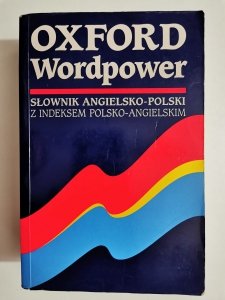 OXFORD
Wordpower
SŁOWNIK ANGIELSKO-POLSKI
Z INDEKSEM POLSKO-ANGIELSKIM